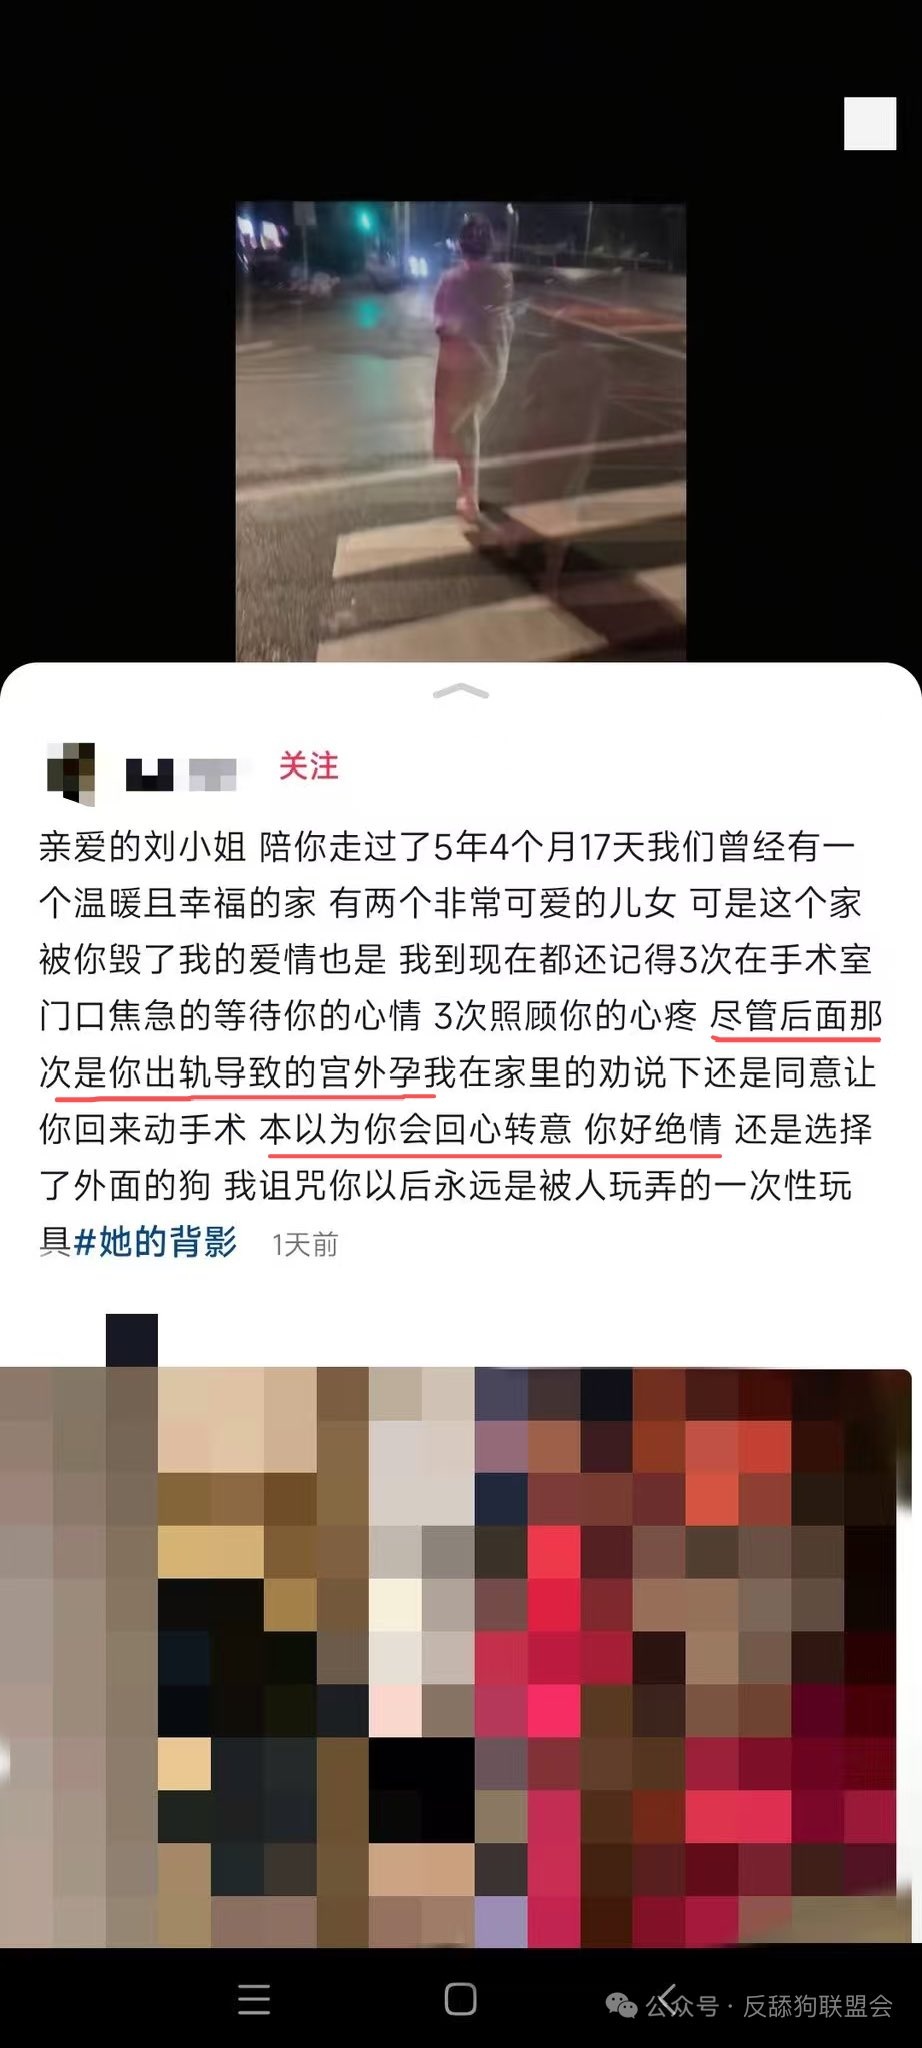 关注
亲爱的刘小姐 陪你走过了5年4个月17天我们曾经有一
个温暖且幸福的家 有两个非常可爱的儿女 可是这个家
被你毁了我的爱情也是 我到现在都还记得3次在手术室
门口焦急的等待你的心情 3次照顾你的心疼 尽管后面那
次是你出轨导致的宫外孕我在家里的劝说下还是同意让
你回来动手术 本以为你会回心转意 你好绝情 还是选择
了外面的狗 我诅咒你以后永远是被人玩弄的一次性玩
具#她的背影 1天前
公众号·反舔狗联盟会